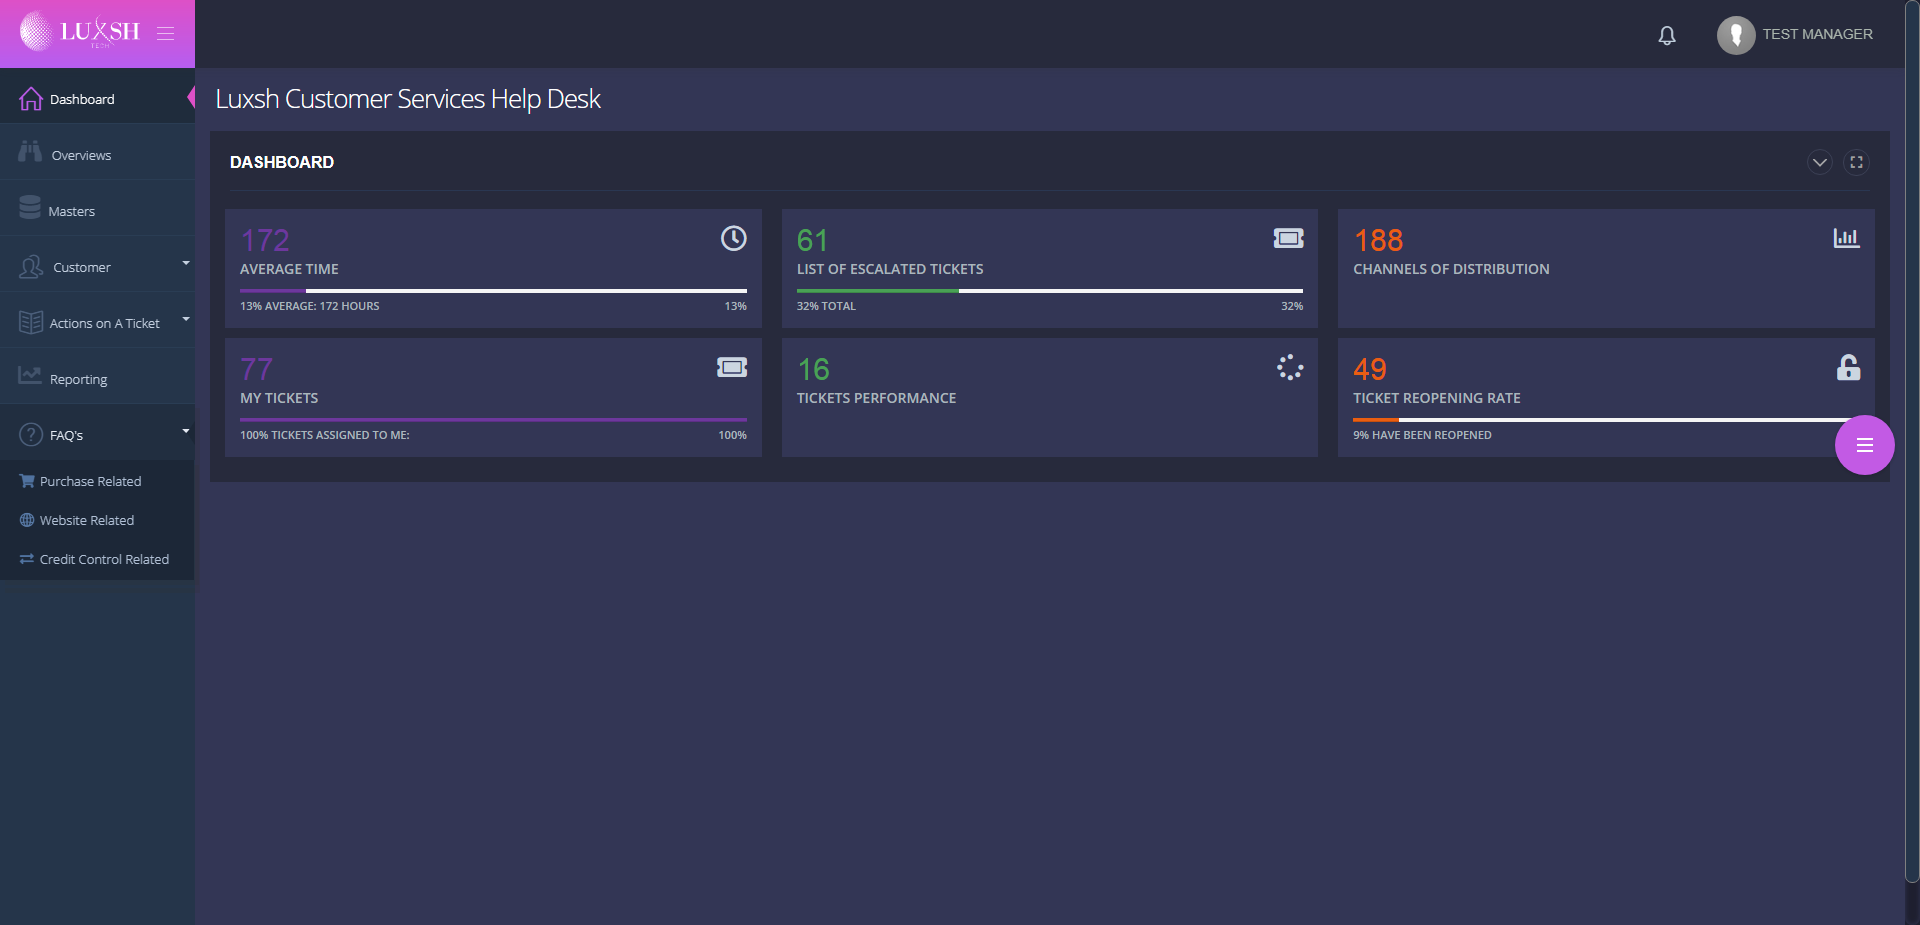 LUXSH
TECH
TEST MANAGER
Dashboard
Overviews
Masters
Customer
Actions on A Ticket
Reporting
FAQ's
Purchase Related
Website Related
Credit Control Related
Luxsh Customer Services Help Desk
DASHBOARD
172
AVERAGE TIME
13% AVERAGE: 172 HOURS 13%
61
LIST OF ESCALATED TICKETS
32% TOTAL 32%
188
CHANNELS OF DISTRIBUTION
77
MY TICKETS
100% TICKETS ASSIGNED TO ME: 100%
16
TICKETS PERFORMANCE
49
TICKET REOPENING RATE
9% HAVE BEEN REOPENED